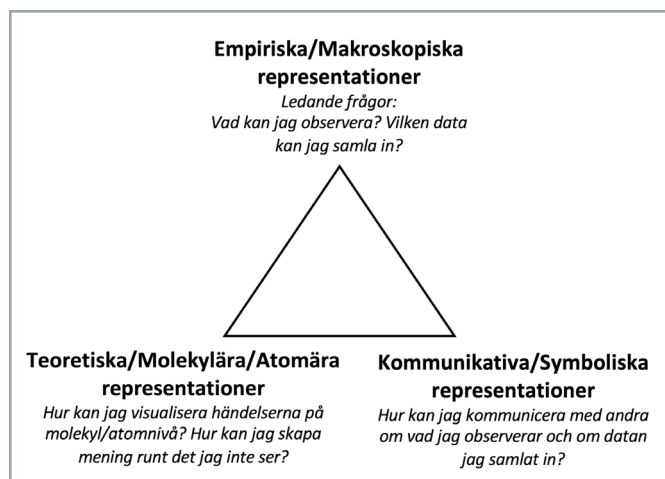 Empiriska/Makroskopiska
representationer
Ledande frågor:
Vad kan jag observera? Vilken data
kan jag samla in?
Teoretiska/Molekylära/Atomära
representationer
Hur kan jag visualisera händelserna på
molekyl/atomnivå? Hur kan jag skapa
mening runt det jag inte ser?
Kommunikativa/Symboliska
representationer
Hur kan jag kommunicera med andra
om vad jag observerar och om datan
jag samlat in?